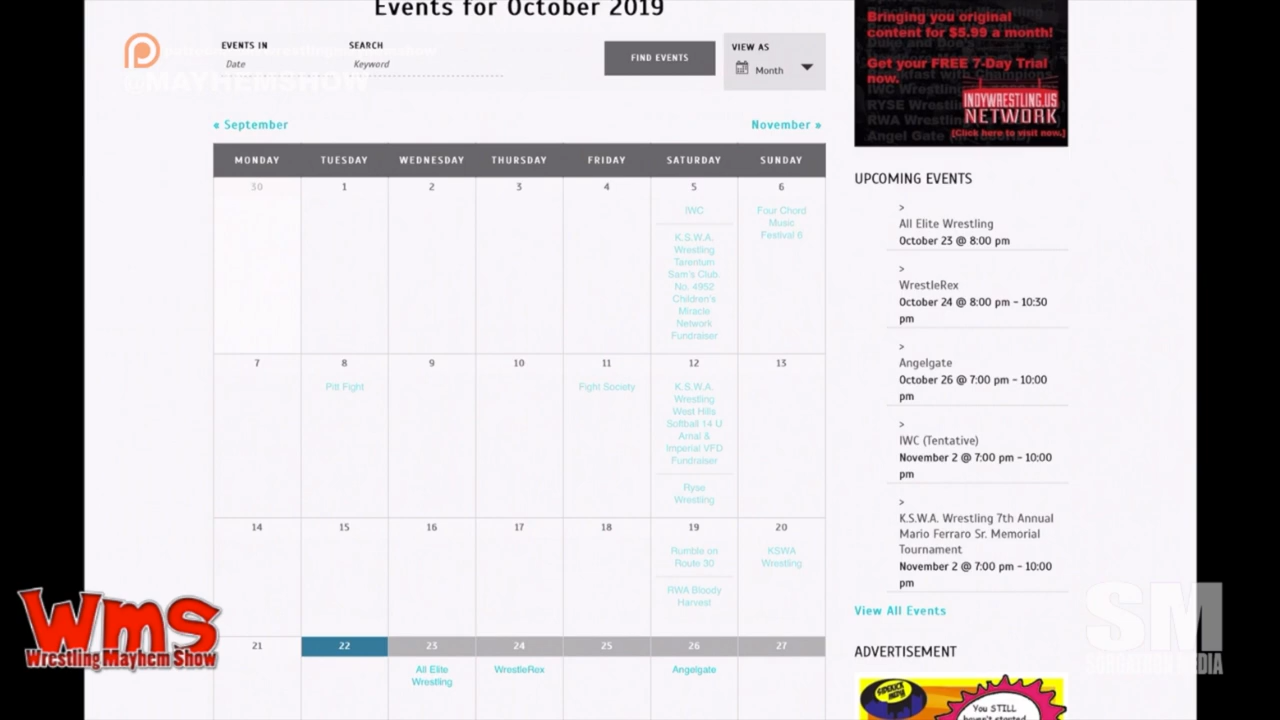 Events for October 2019
EVENTS IN
Date
SEARCH
Keyword
FIND EVENTS
VIEW AS
Month
@MAYHEMSHOW
« September
November »
MONDAY TUESDAY WEDNESDAY THURSDAY FRIDAY SATURDAY SUNDAY
30 1 2 3 4 5 6
IWC
K.S.W.A.
Wrestling
Tarentum
Sam's Club
No. 4952
Children's
Miracle
Network
Fundraiser
Four Chord
Music
Festival 6
7 8 9 10 11 12 13
Pitt Fight
Fight Society
K.S.W.A.
Wrestling
West Hills
Softball 14 U
Arnal &
Imperial VFD
Fundraiser
Ryse
Wrestling
14 15 16 17 18 19 20
Rumble on
Route 30
RWA Bloody
Harvest
KSWA
Wrestling
21 22 23 24 25 26 27
All Elite
Wrestling
WrestleRex
Angelgate
Bringing you original
content for $5.99 a month!
Get your FREE 7-Day Trial
now.
INDYWRESTLING.US
NETWORK
[Click here to visit now.]
UPCOMING EVENTS
>
All Elite Wrestling
October 23 @ 8:00 pm
>
WrestleRex
October 24 @ 8:00 pm - 10:30
pm
>
Angelgate
October 26 @ 7:00 pm - 10:00
pm
>
IWC (Tentative)
November 2 @ 7:00 pm - 10:00
pm
>
K.S.W.A. Wrestling 7th Annual
Mario Ferraro Sr. Memorial
Tournament
November 2 @ 7:00 pm - 10:00
pm
View All Events
ADVERTISEMENT
SIDEKICK
MEDIA
You STILL
haven't started
Wms
Wrestling Mayhem Show
SM
SORGATRON MEDIA